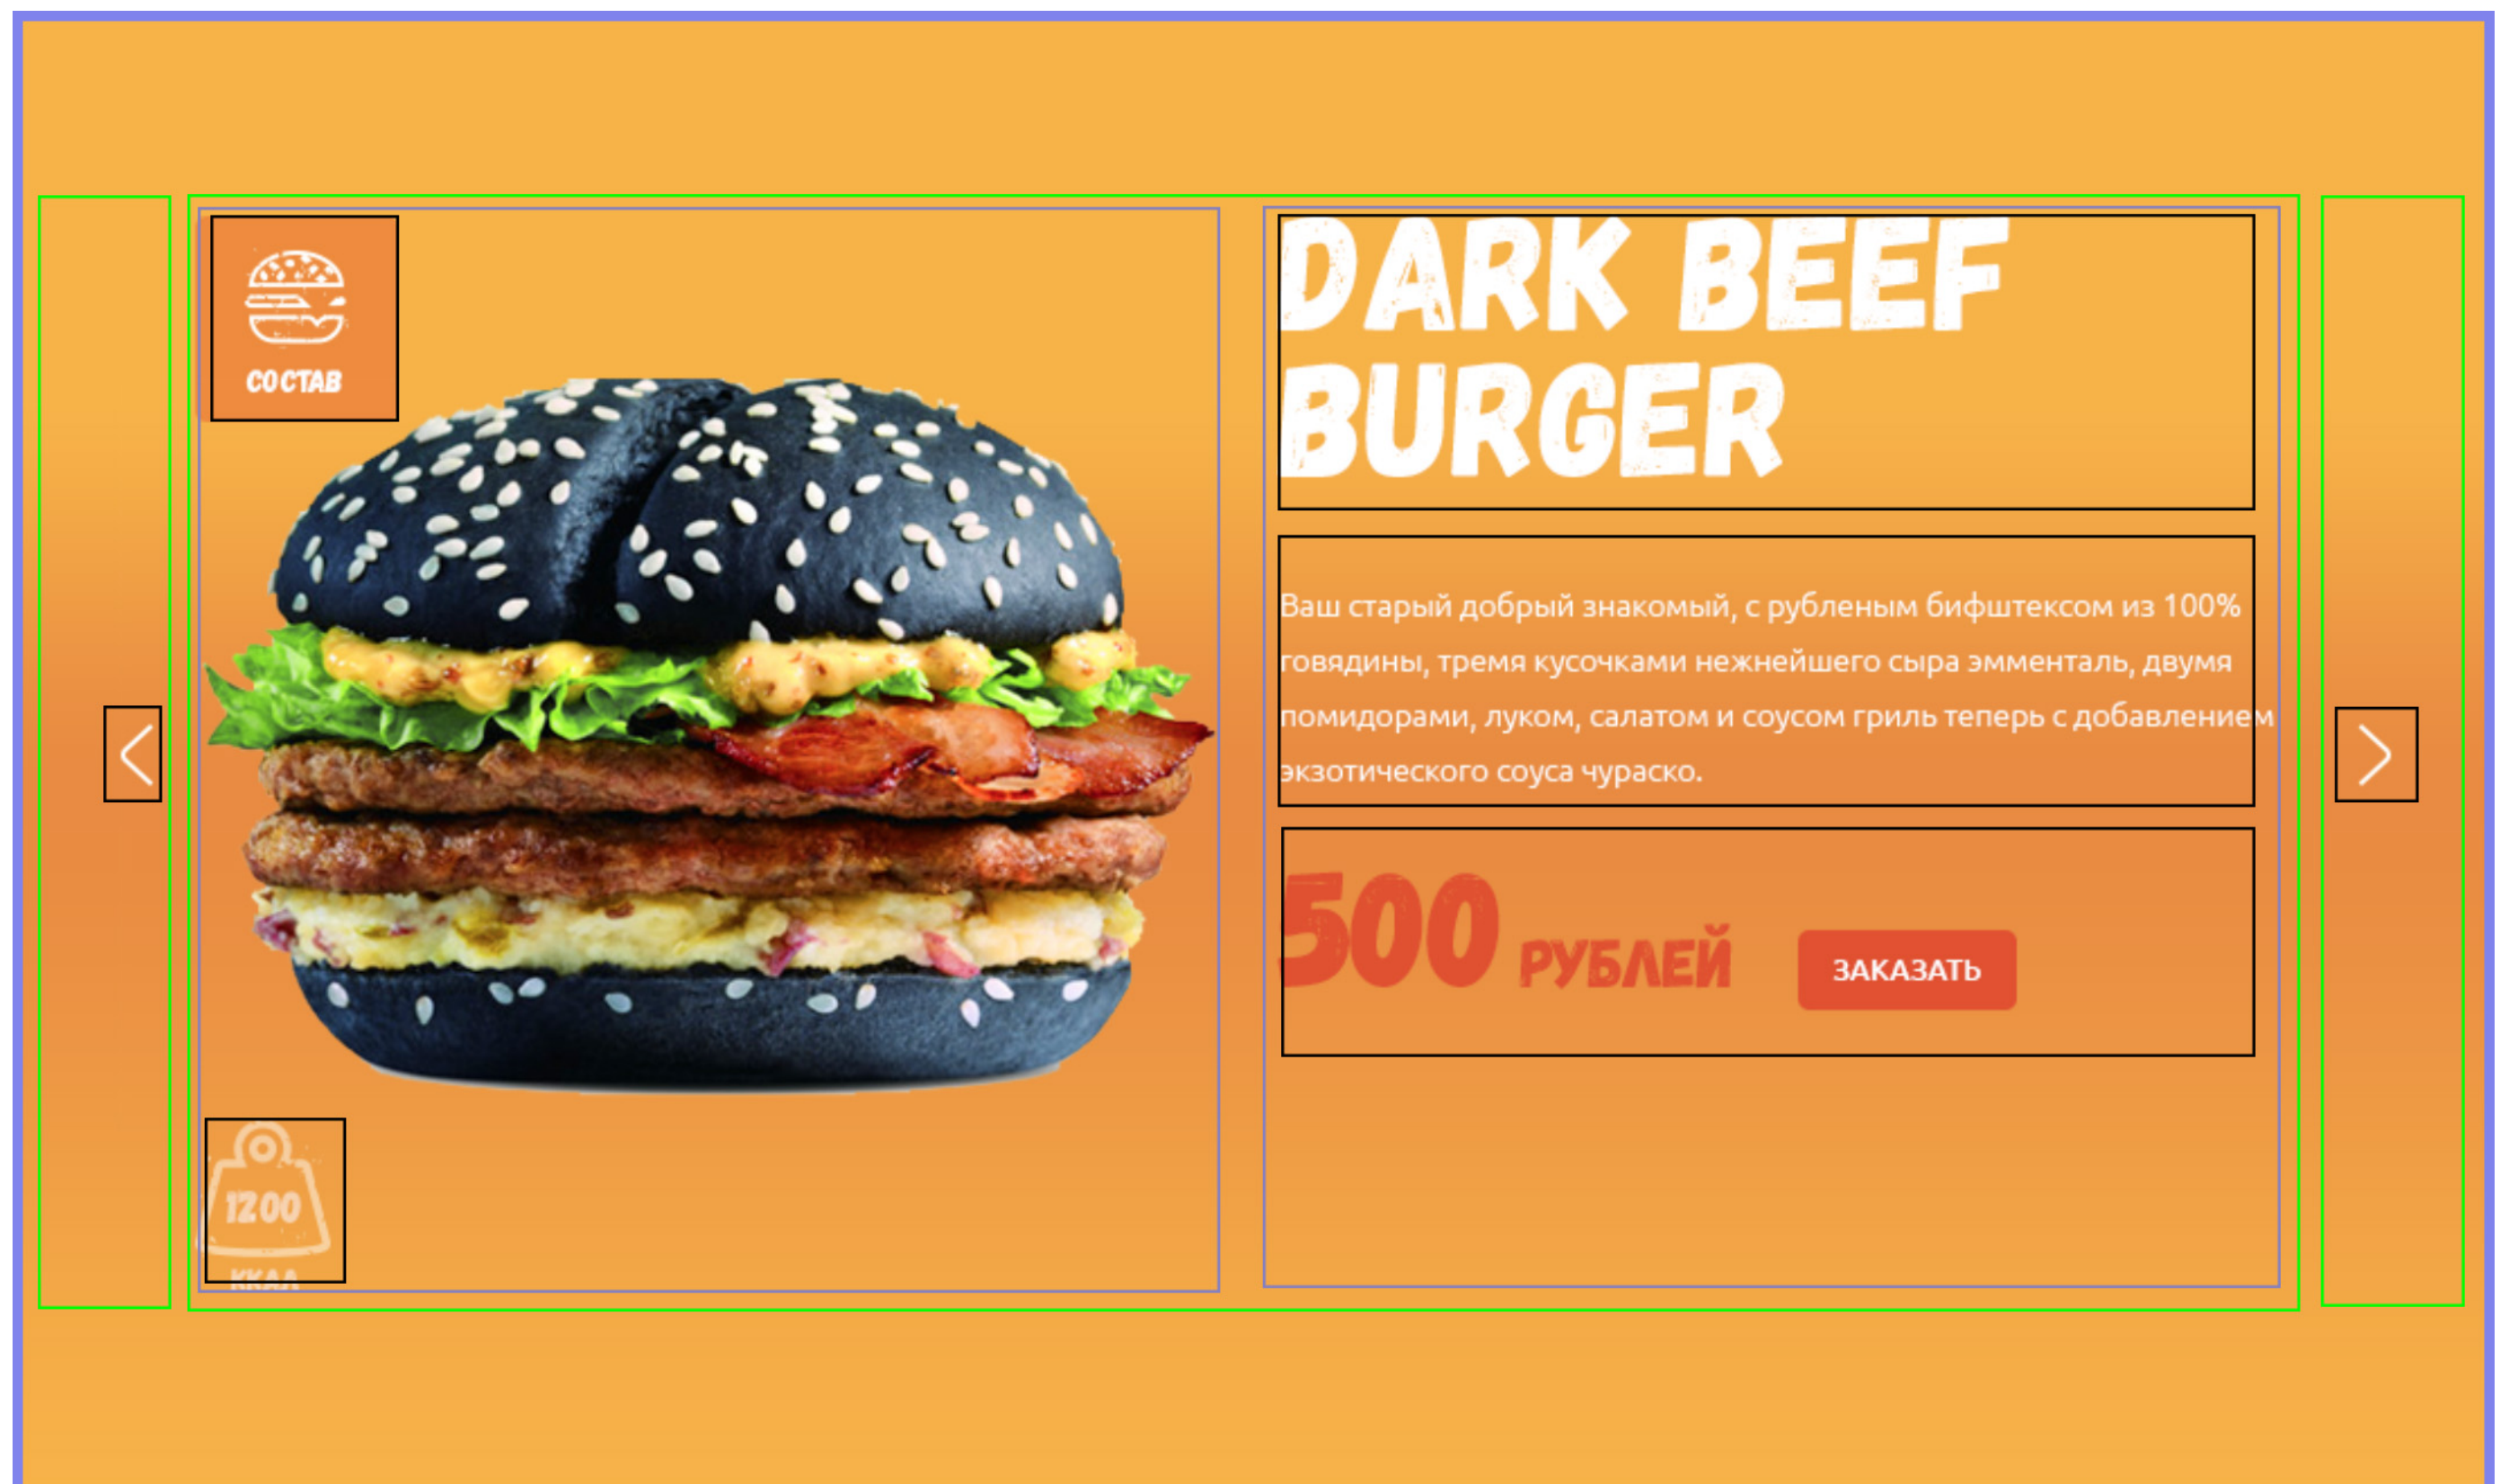 СОСТАВ
DARK BEEF
BURGER
Ваш старый добрый знакомый, с рубленым бифштексом из 100%
говядины, тремя кусочками нежнейшего сыра эмменталь, двумя
помидорами, луком, салатом и соусом гриль теперь с добавлением
экзотического соуса чураско.
500 РУБЛЕЙ
ЗАКАЗАТЬ
1200
ККАЛ